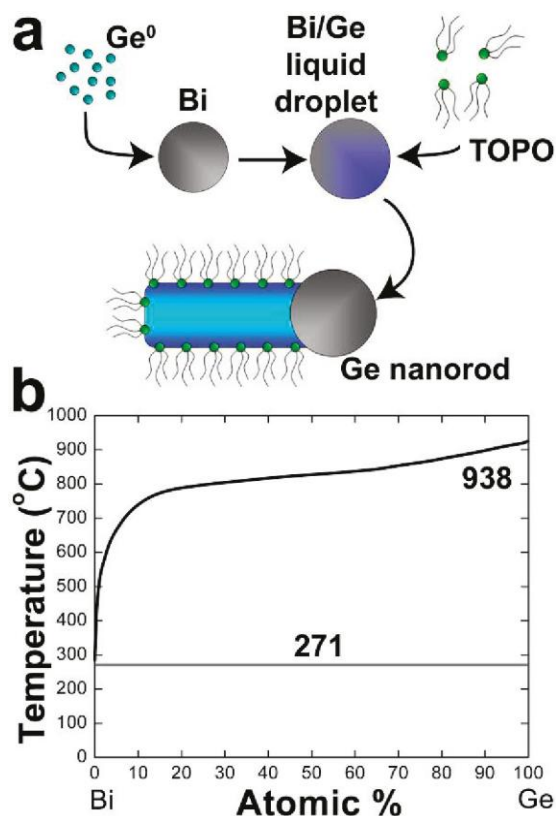 a
Ge⁰
Bi
Bi/Ge
liquid
droplet
TOPO
Ge nanorod
b
Temperature (°C)
1000
900
800
700
600
500
400
300
200
100
0
938
271
0 10 20 30 40 50 60 70 80 90 100
Bi Atomic % Ge